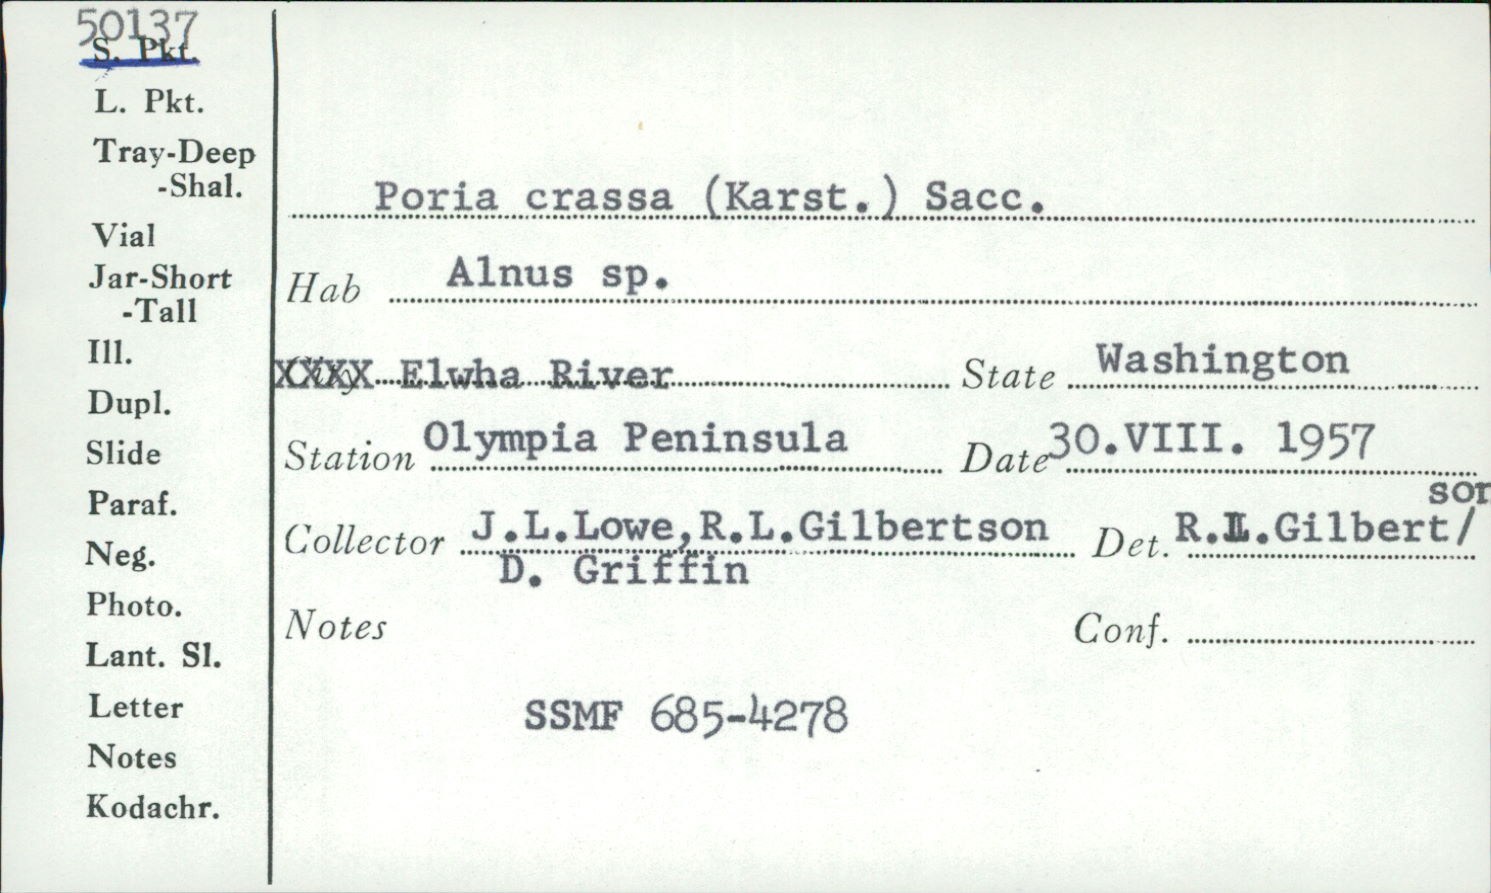 50137
S. Pkt.
L. Pkt.
Tray-Deep
-Shal.
Vial
Jar-Short
-Tall
Ill.
Dupl.
Slide
Paraf.
Neg.
Photo.
Lant. Sl.
Letter
Notes
Kodachr.
Poria crassa (Karst.) Sacc.
Hab Alnus sp.
XXXX Elwha River State Washington
Station Olympia Peninsula Date 30.VIII. 1957
Collector J.L.Lowe,R.L.Gilbertson Det. R.L.Gilbert/son
D. Griffin
Notes Conf.
SSMF 685-4278